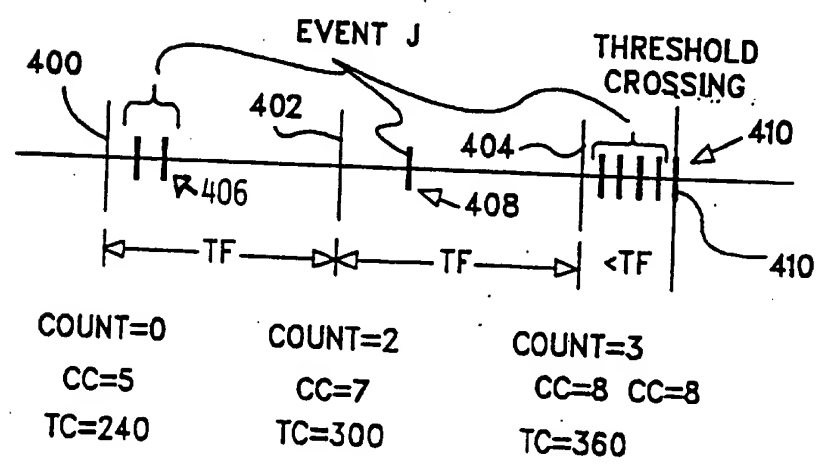 EVENT J
THRESHOLD
CROSSING
400
402
404
410
406
408
TF
TF
<TF
410
COUNT=0
COUNT=2
COUNT=3
CC=5
CC=7
CC=8 CC=8
TC=240
TC=300
TC=360